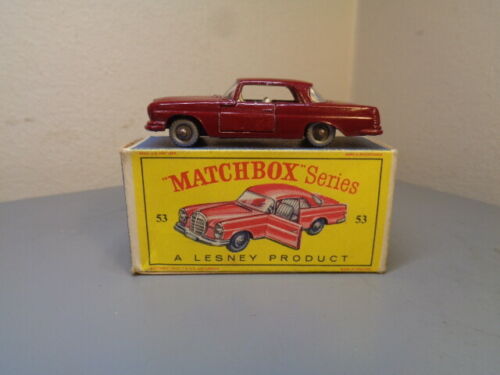 "MATCHBOX" Series
53 53
A LESNEY PRODUCT